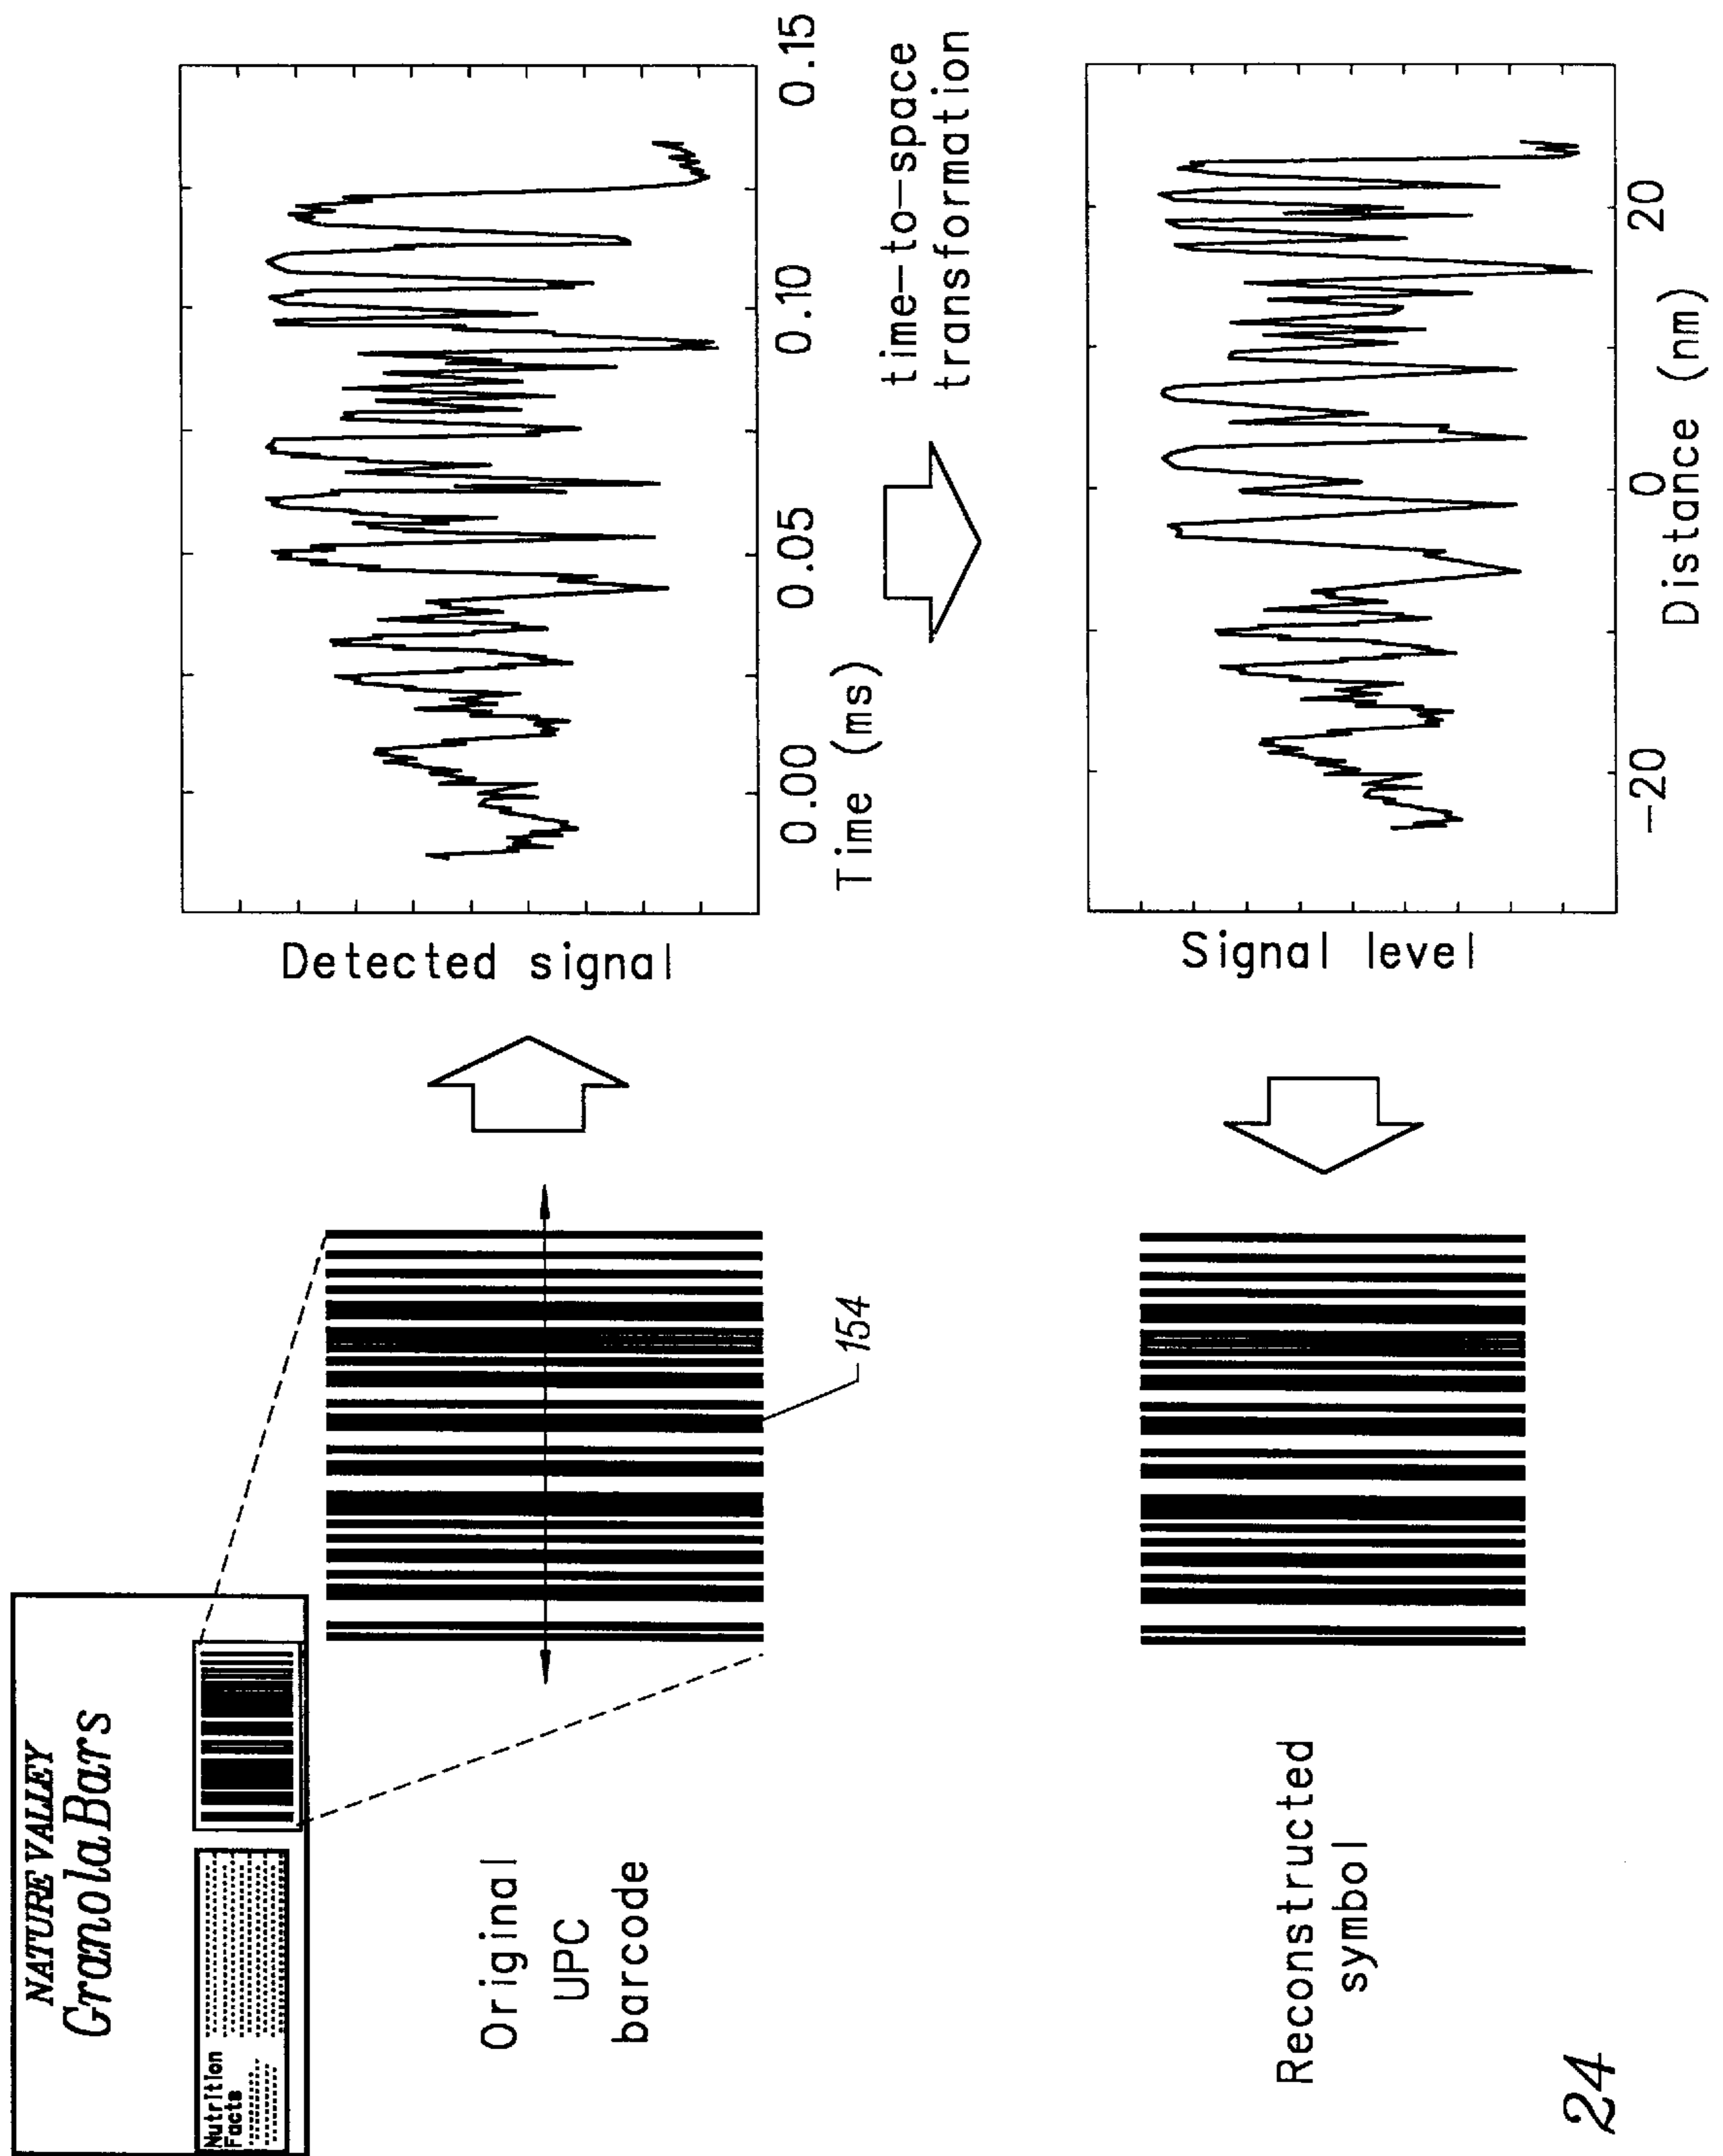 NATURE VALLEY
Granola Bars
Nutrition
Facts
Original
UPC
barcode
154
Detected signal
0.00
0.05
0.10
0.15
Time (ms)
time-to-space
transformation
Signal level
-20
0
20
Distance (nm)
Reconstructed
symbol
24